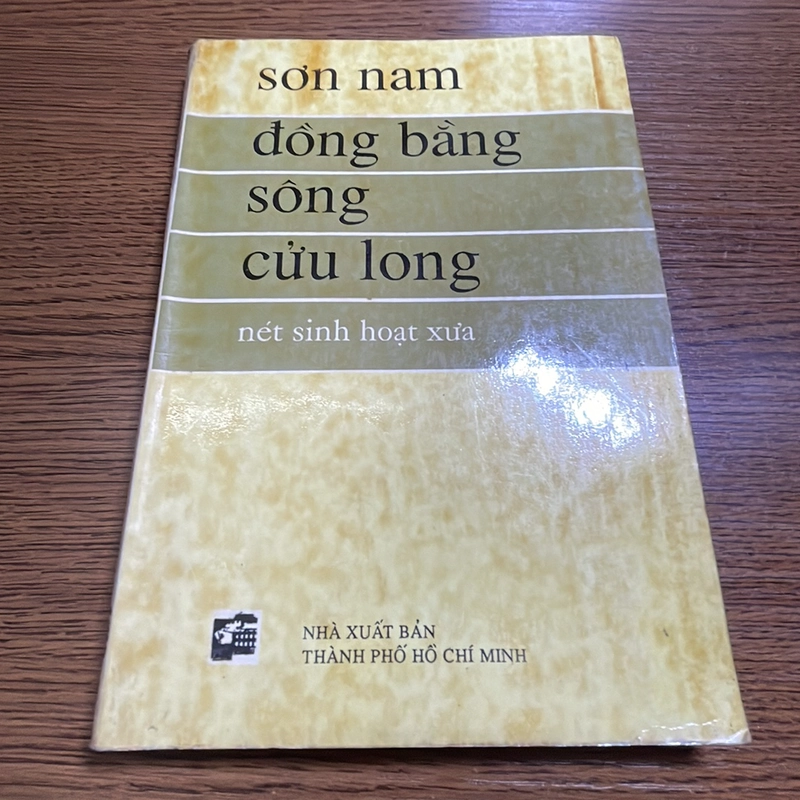 sơn nam
đồng bằng
sông
cửu long
nét sinh hoạt xưa
NHÀ XUẤT BẢN
THÀNH PHỐ HỒ CHÍ MINH